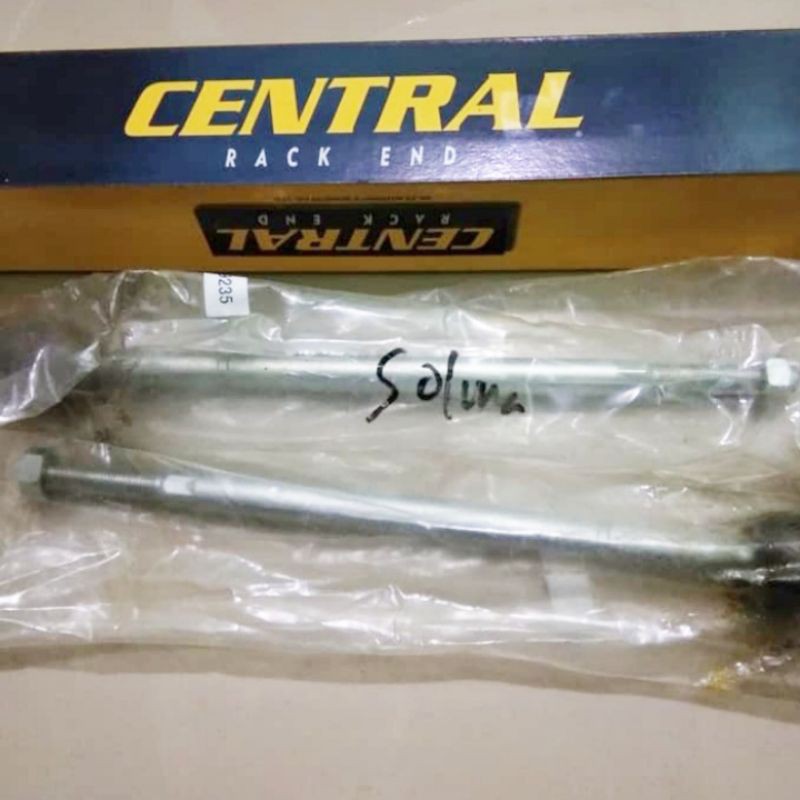 CENTRAL
RACK END
CENTRAL
RACK END
235
Soluna